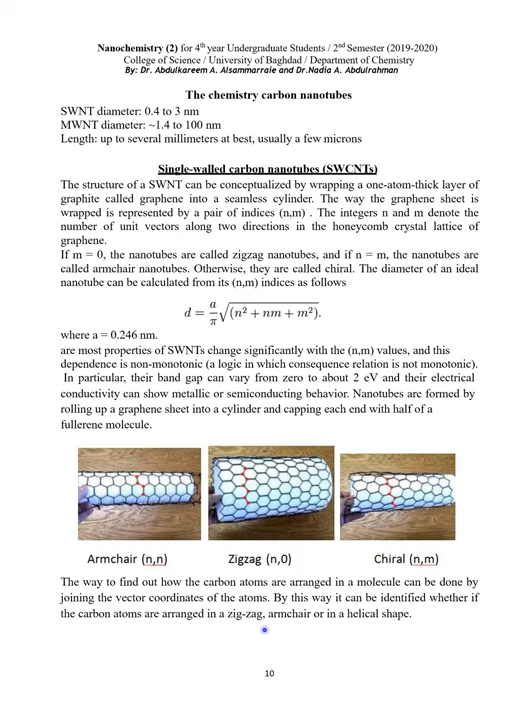 Nanochemistry (2) for 4th year Undergraduate Students / 2nd Semester (2019-2020)
College of Science / University of Baghdad / Department of Chemistry
By: Dr. Abdulkareem A. Alsammarraie and Dr.Nadia A. Abdulrahman
The chemistry carbon nanotubes
SWNT diameter: 0.4 to 3 nm
MWNT diameter: ~1.4 to 100 nm
Length: up to several millimeters at best, usually a few microns
Single-walled carbon nanotubes (SWCNTs)
The structure of a SWNT can be conceptualized by wrapping a one-atom-thick layer of
graphite called graphene into a seamless cylinder. The way the graphene sheet is
wrapped is represented by a pair of indices (n,m) . The integers n and m denote the
number of unit vectors along two directions in the honeycomb crystal lattice of
graphene.
If m = 0, the nanotubes are called zigzag nanotubes, and if n = m, the nanotubes are
called armchair nanotubes. Otherwise, they are called chiral. The diameter of an ideal
nanotube can be calculated from its (n,m) indices as follows
d = a/π √(n² + nm + m²).
where a = 0.246 nm.
are most properties of SWNTs change significantly with the (n,m) values, and this
dependence is non-monotonic (a logic in which consequence relation is not monotonic).
In particular, their band gap can vary from zero to about 2 eV and their electrical
conductivity can show metallic or semiconducting behavior. Nanotubes are formed by
rolling up a graphene sheet into a cylinder and capping each end with half of a
fullerene molecule.
Armchair (n,n) Zigzag (n,0) Chiral (n,m)
The way to find out how the carbon atoms are arranged in a molecule can be done by
joining the vector coordinates of the atoms. By this way it can be identified whether if
the carbon atoms are arranged in a zig-zag, armchair or in a helical shape.
10